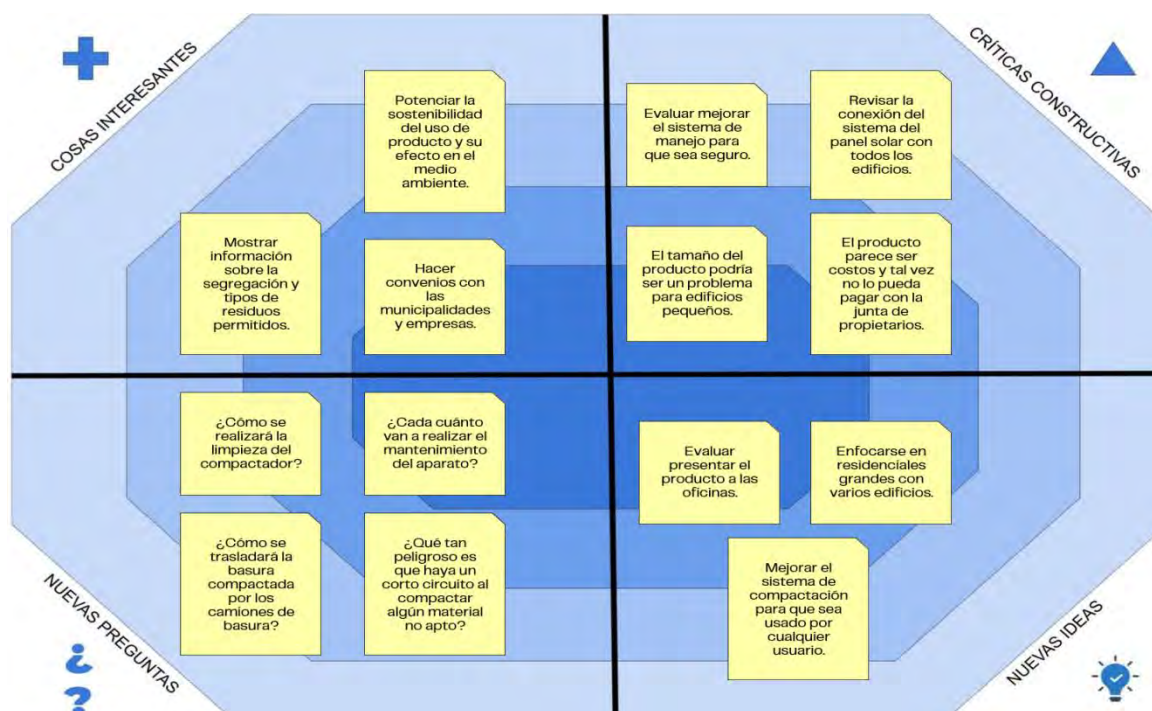 COSAS INTERESANTES
Potenciar la
sostenibilidad
del uso de
producto y su
efecto en el
medio
ambiente.
Mostrar
información
sobre la
segregación y
tipos de
residuos
permitidos.
Hacer
convenios con
las
municipalidades
y empresas.
CRÍTICAS CONSTRUCTIVAS
Evaluar mejorar
el sistema de
manejo para
que sea seguro.
Revisar la
conexión del
sistema del
panel solar con
todos los
edificios.
El tamaño del
producto podría
ser un problema
para edificios
pequeños.
El producto
parece ser
costos y tal vez
no lo pueda
pagar con la
junta de
propietarios.
NUEVAS PREGUNTAS
¿Cómo se
realizará la
limpieza del
compactador?
¿Cada cuánto
van a realizar el
mantenimiento
del aparato?
¿Cómo se
trasladará la
basura
compactada
por los
camiones de
basura?
¿Qué tan
peligroso es
que haya un
corto circuito al
compactar
algún material
no apto?
¿
?
NUEVAS IDEAS
Evaluar
presentar el
producto a las
oficinas.
Enfocarse en
residenciales
grandes con
varios edificios.
Mejorar el
sistema de
compactación
para que sea
usado por
cualquier
usuario.